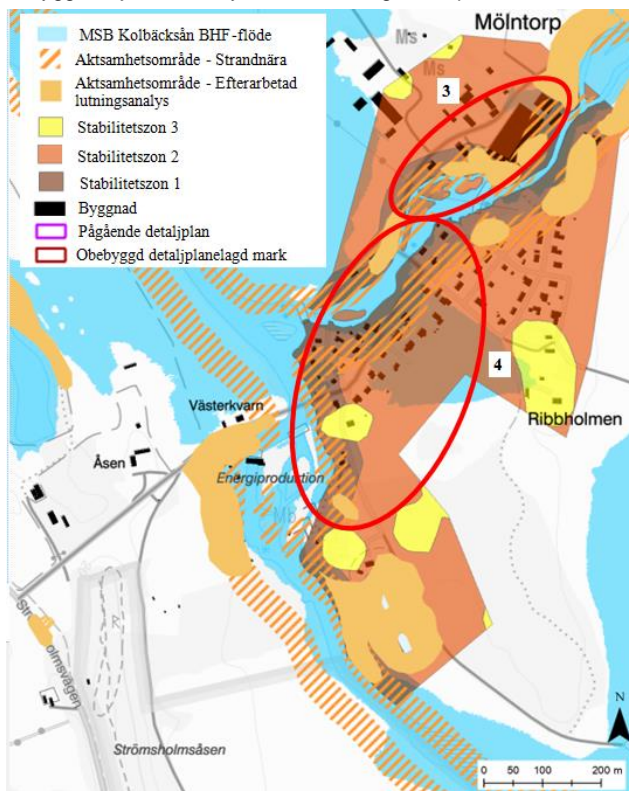 MSB Kolbäcksån BHF-flöde
Aktsamhetsområde - Strandnära
Aktsamhetsområde - Efterarbetad
lutningsanalys
Stabilitetszon 3
Stabilitetszon 2
Stabilitetszon 1
Byggnad
Pågående detaljplan
Obebyggd detaljplanelagd mark
Mölntorp
Ms
Ms
3
4
Västerkvarn
Åsen
Energiproduktion
Mb
Ribbholmen
Strömsholmsåsen
N
0 50 100 200 m